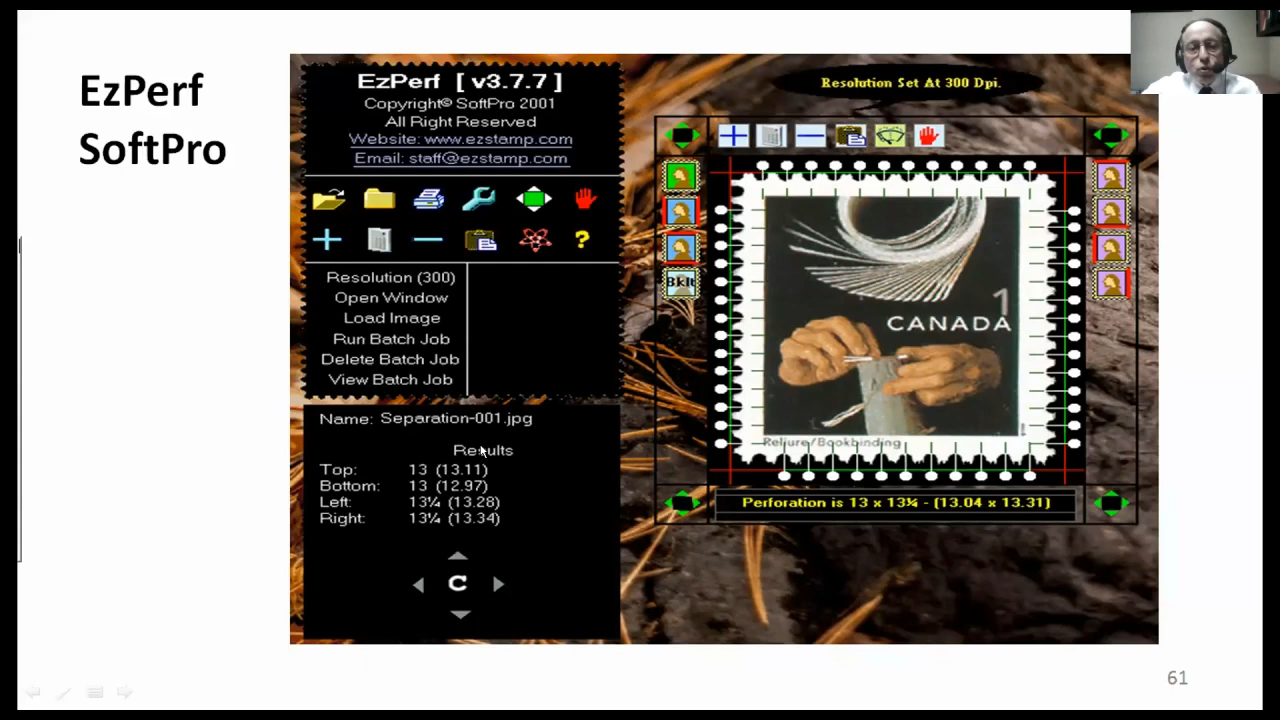 EzPerf
SoftPro
EzPerf [ v3.7.7 ]
Copyright© SoftPro 2001
All Right Reserved
Website: www.ezstamp.com
Email: staff@ezstamp.com
Resolution (300)
Open Window
Load Image
Run Batch Job
Delete Batch Job
View Batch Job
Name: Separation-001.jpg
Results
Top: 13 (13.11)
Bottom: 13 (12.97)
Left: 13¼ (13.28)
Right: 13¼ (13.34)
C
Resolution Set At 300 Dpi.
Bklt
1
CANADA
Reliure/Bookbinding
Perforation is 13 x 13¼ - (13.04 x 13.31)
61